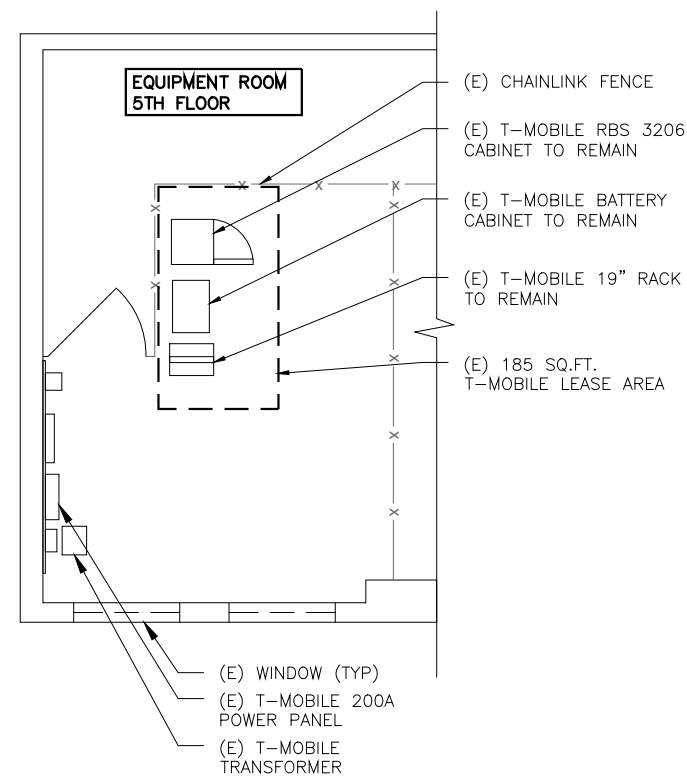 EQUIPMENT ROOM
5TH FLOOR
(E) CHAINLINK FENCE
(E) T-MOBILE RBS 3206
CABINET TO REMAIN
(E) T-MOBILE BATTERY
CABINET TO REMAIN
(E) T-MOBILE 19" RACK
TO REMAIN
(E) 185 SQ.FT.
T-MOBILE LEASE AREA
(E) WINDOW (TYP)
(E) T-MOBILE 200A
POWER PANEL
(E) T-MOBILE
TRANSFORMER